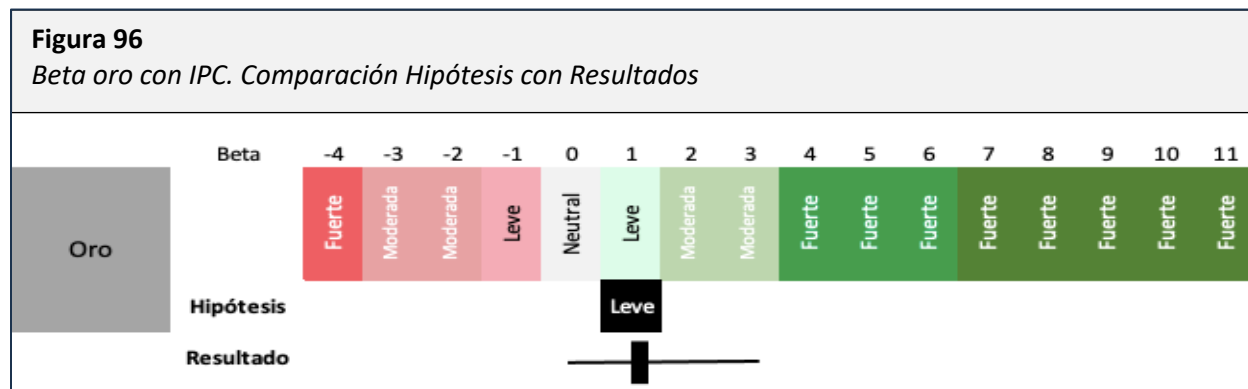 Figura 96
Beta oro con IPC. Comparación Hipótesis con Resultados
Beta -4 -3 -2 -1 0 1 2 3 4 5 6 7 8 9 10 11
Oro Fuerte Moderada Moderada Leve Neutral Leve Moderada Moderada Fuerte Fuerte Fuerte Fuerte Fuerte Fuerte Fuerte Fuerte
Hipótesis Leve
Resultado